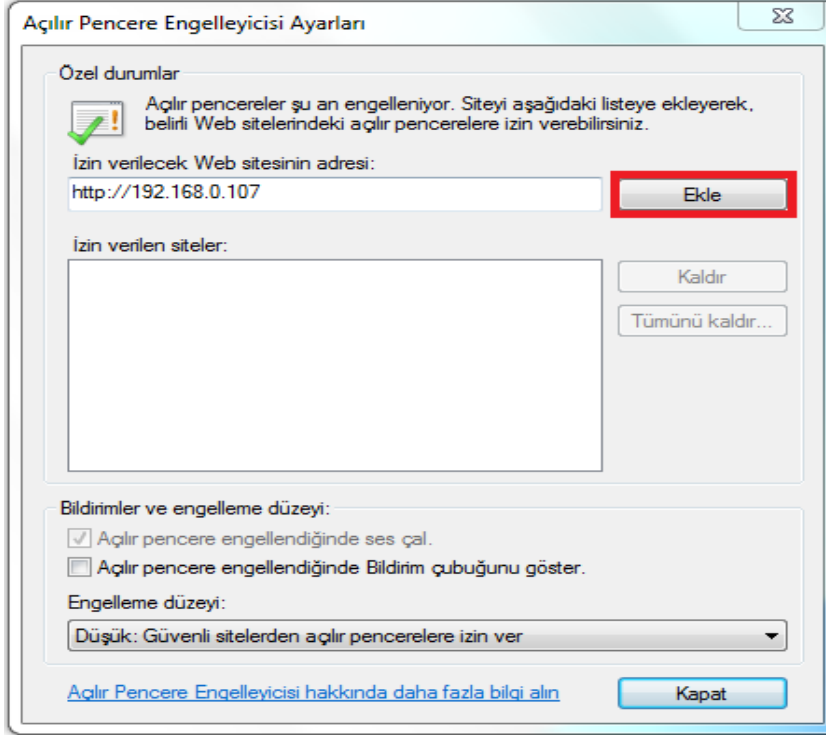 Açılır Pencere Engelleyicisi Ayarları
Özel durumlar
Açılır pencereler şu an engelleniyor. Siteyi aşağıdaki listeye ekleyerek,
belirli Web sitelerindeki açılır pencerelere izin verebilirsiniz.
İzin verilecek Web sitesinin adresi:
http://192.168.0.107
Ekle
İzin verilen siteler:
Kaldır
Tümünü kaldır...
Bildirimler ve engelleme düzeyi:
Açılır pencere engellendiğinde ses çal.
Açılır pencere engellendiğinde Bildirim çubuğunu göster.
Engelleme düzeyi:
Düşük: Güvenli sitelerden açılır pencerelere izin ver
Açılır Pencere Engelleyicisi hakkında daha fazla bilgi alın
Kapat